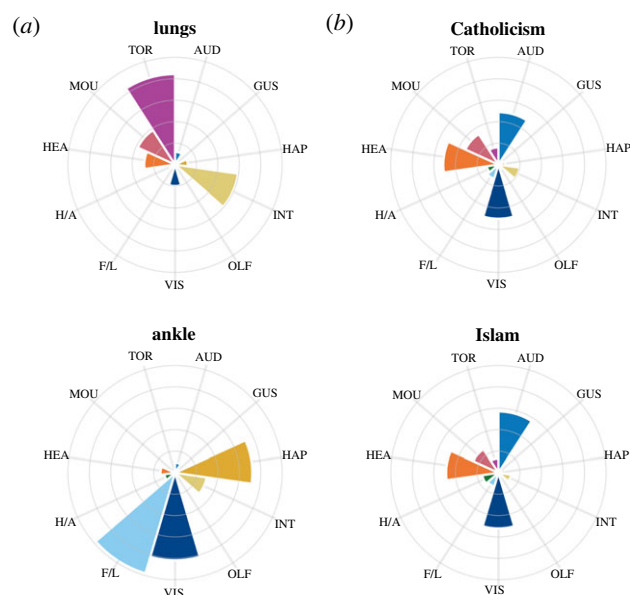 (a)
lungs
TOR
AUD
MOU
GUS
HEA
HAP
H/A
INT
F/L
OLF
VIS
(b)
Catholicism
TOR
AUD
MOU
GUS
HEA
HAP
H/A
INT
F/L
OLF
VIS
ankle
TOR
AUD
MOU
GUS
HEA
HAP
H/A
INT
F/L
OLF
VIS
Islam
TOR
AUD
MOU
GUS
HEA
HAP
H/A
INT
F/L
OLF
VIS